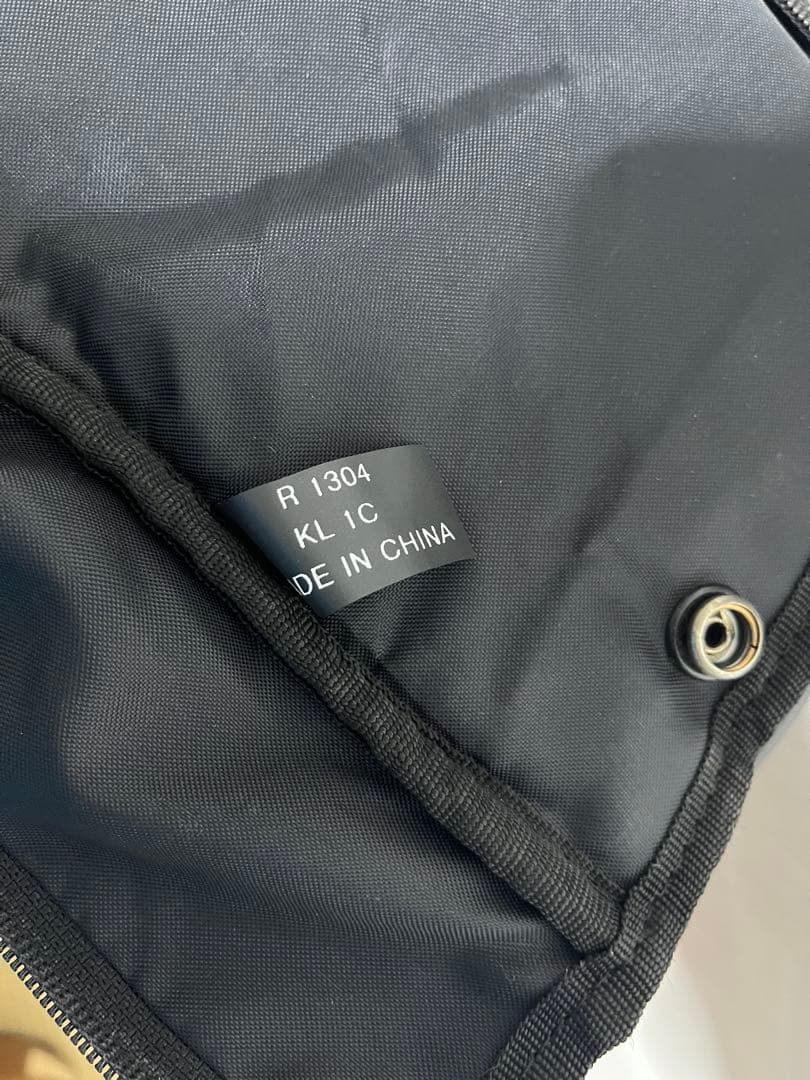 R 1304
KL 1C
DE IN CHINA